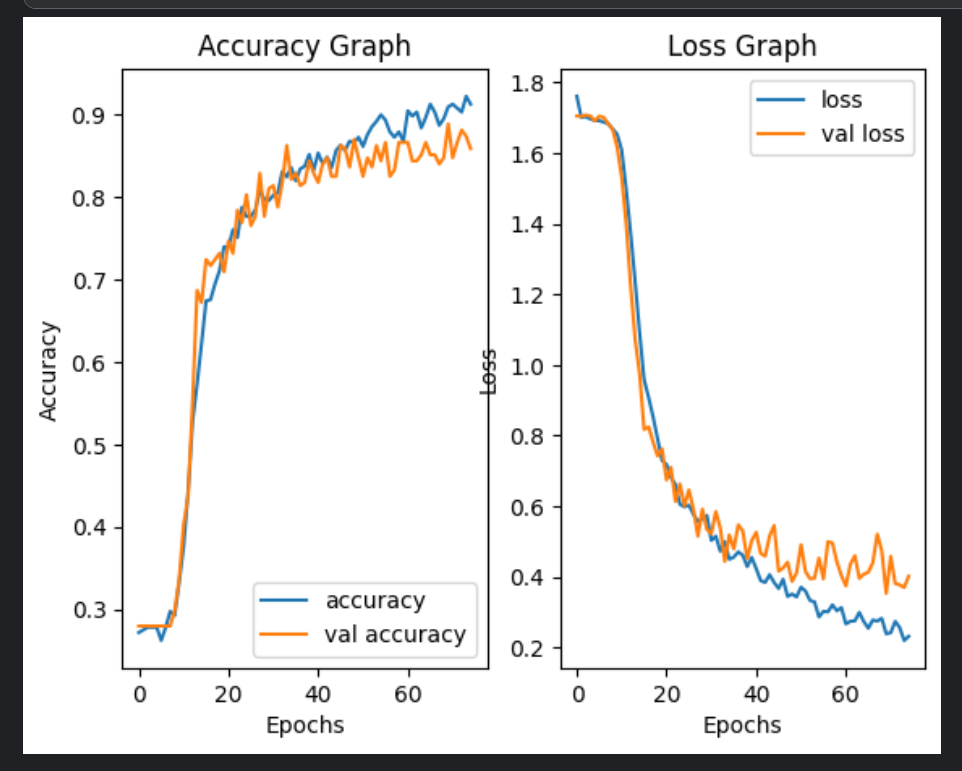 Accuracy Graph
0.9
0.8
0.7
0.6
0.5
0.4
0.3
Accuracy
0 20 40 60
Epochs
accuracy
val accuracy
Loss Graph
1.8
1.6
1.4
1.2
1.0
0.8
0.6
0.4
0.2
Loss
0 20 40 60
Epochs
loss
val loss